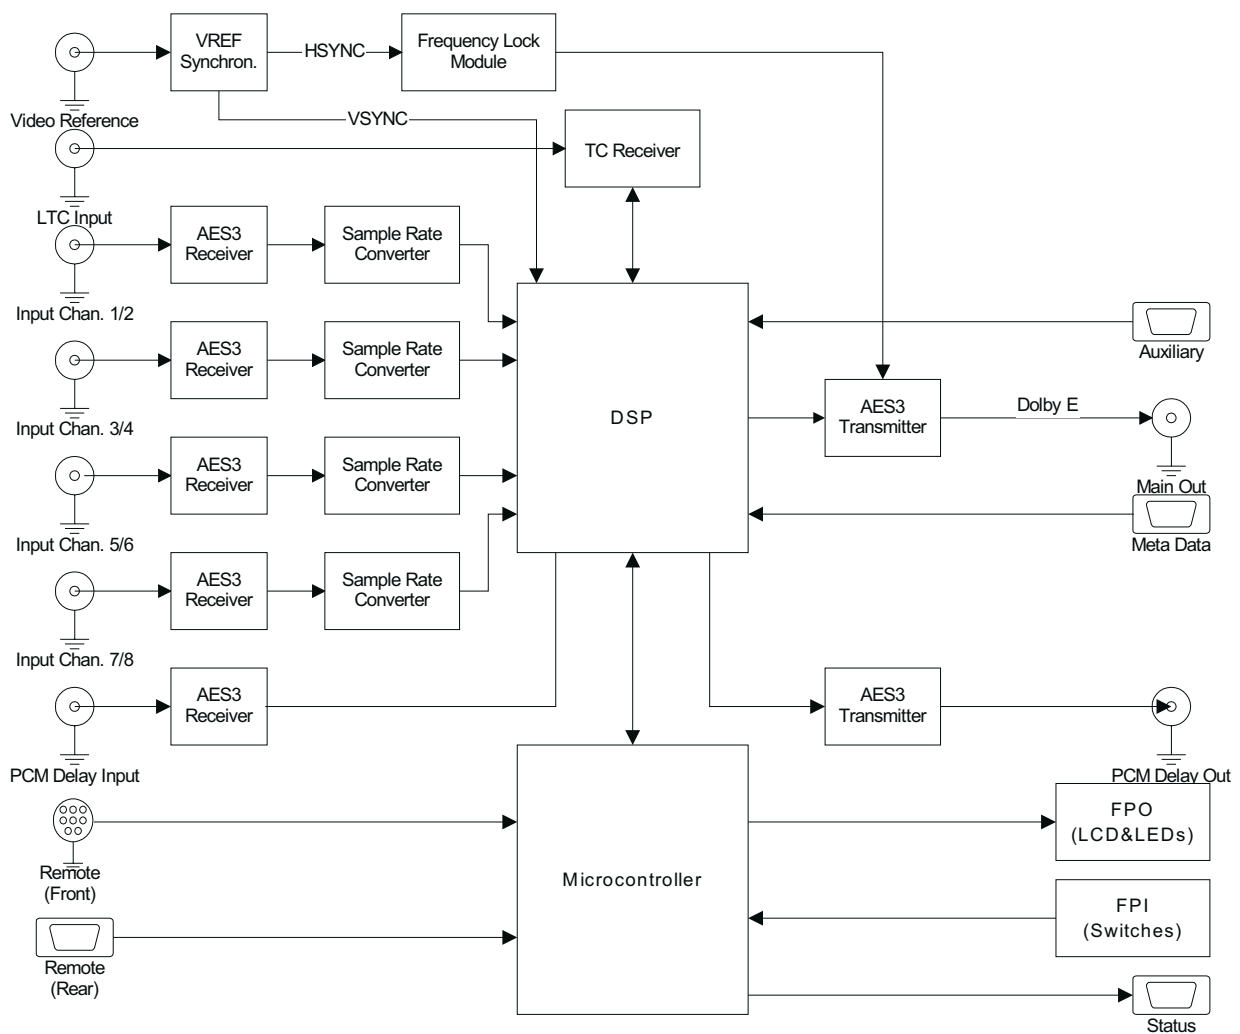 VREF
Synchron.
HSYNC
Frequency Lock
Module
Video Reference
VSYNC
TC Receiver
LTC Input
AES3
Receiver
Sample Rate
Converter
Input Chan. 1/2
AES3
Receiver
Sample Rate
Converter
Input Chan. 3/4
AES3
Receiver
Sample Rate
Converter
Input Chan. 5/6
AES3
Receiver
Sample Rate
Converter
Input Chan. 7/8
AES3
Receiver
PCM Delay Input
DSP
Auxiliary
AES3
Transmitter
Dolby E
Main Out
Meta Data
AES3
Transmitter
PCM Delay Out
Remote
(Front)
Remote
(Rear)
Microcontroller
FPO
(LCD&LEDs)
FPI
(Switches)
Status